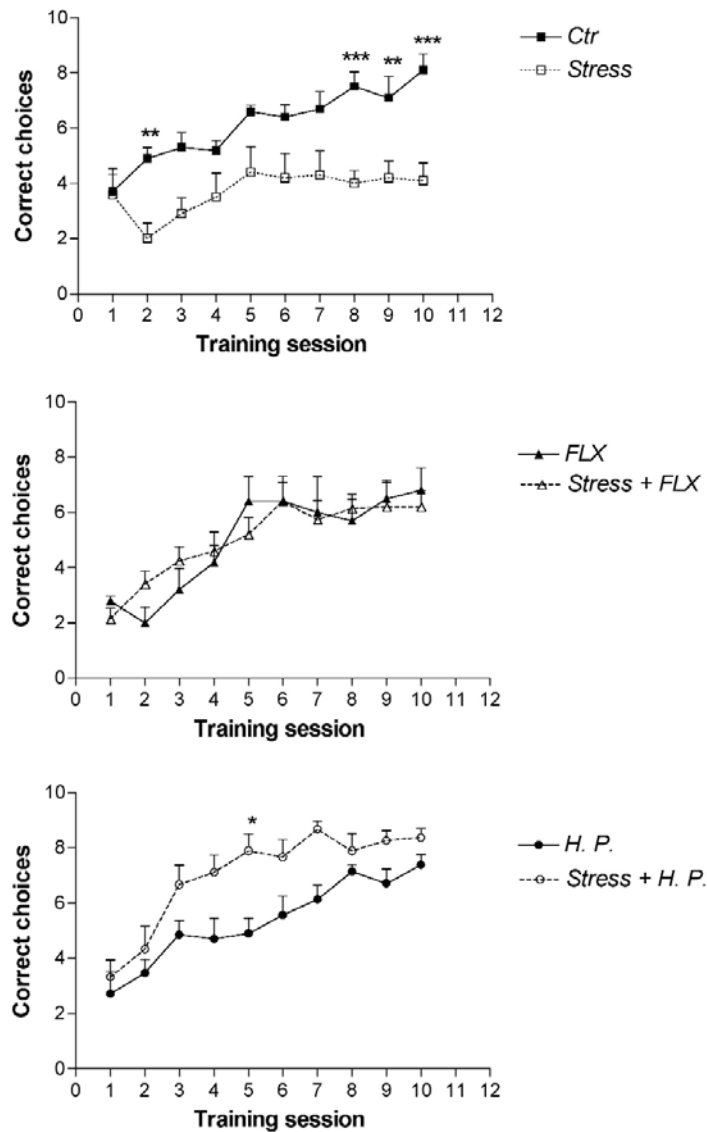 Correct choices
10
8
6
4
2
0
** *** ** ***
Ctr
Stress
0 1 2 3 4 5 6 7 8 9 10 11 12
Training session
Correct choices
10
8
6
4
2
0
FLX
Stress + FLX
0 1 2 3 4 5 6 7 8 9 10 11 12
Training session
Correct choices
10
8
6
4
2
0
*
H. P.
Stress + H. P.
0 1 2 3 4 5 6 7 8 9 10 11 12
Training session